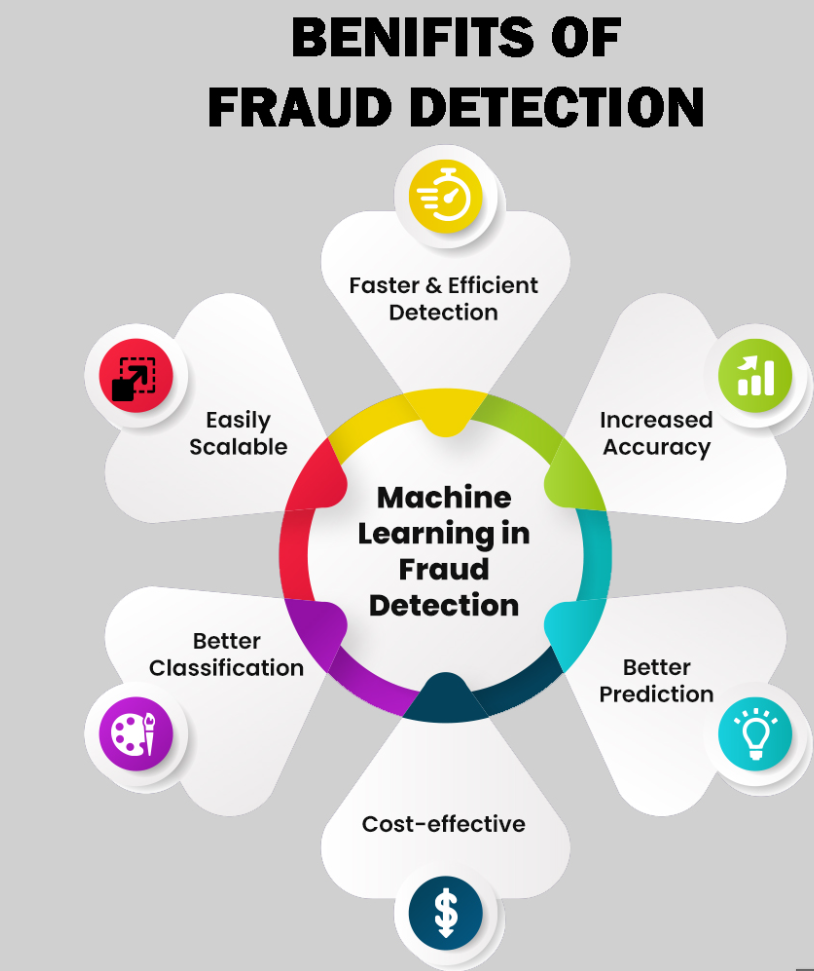 BENIFITS OF
FRAUD DETECTION
Faster & Efficient
Detection
Easily
Scalable
Increased
Accuracy
Machine
Learning in
Fraud
Detection
Better
Classification
Better
Prediction
Cost-effective
$